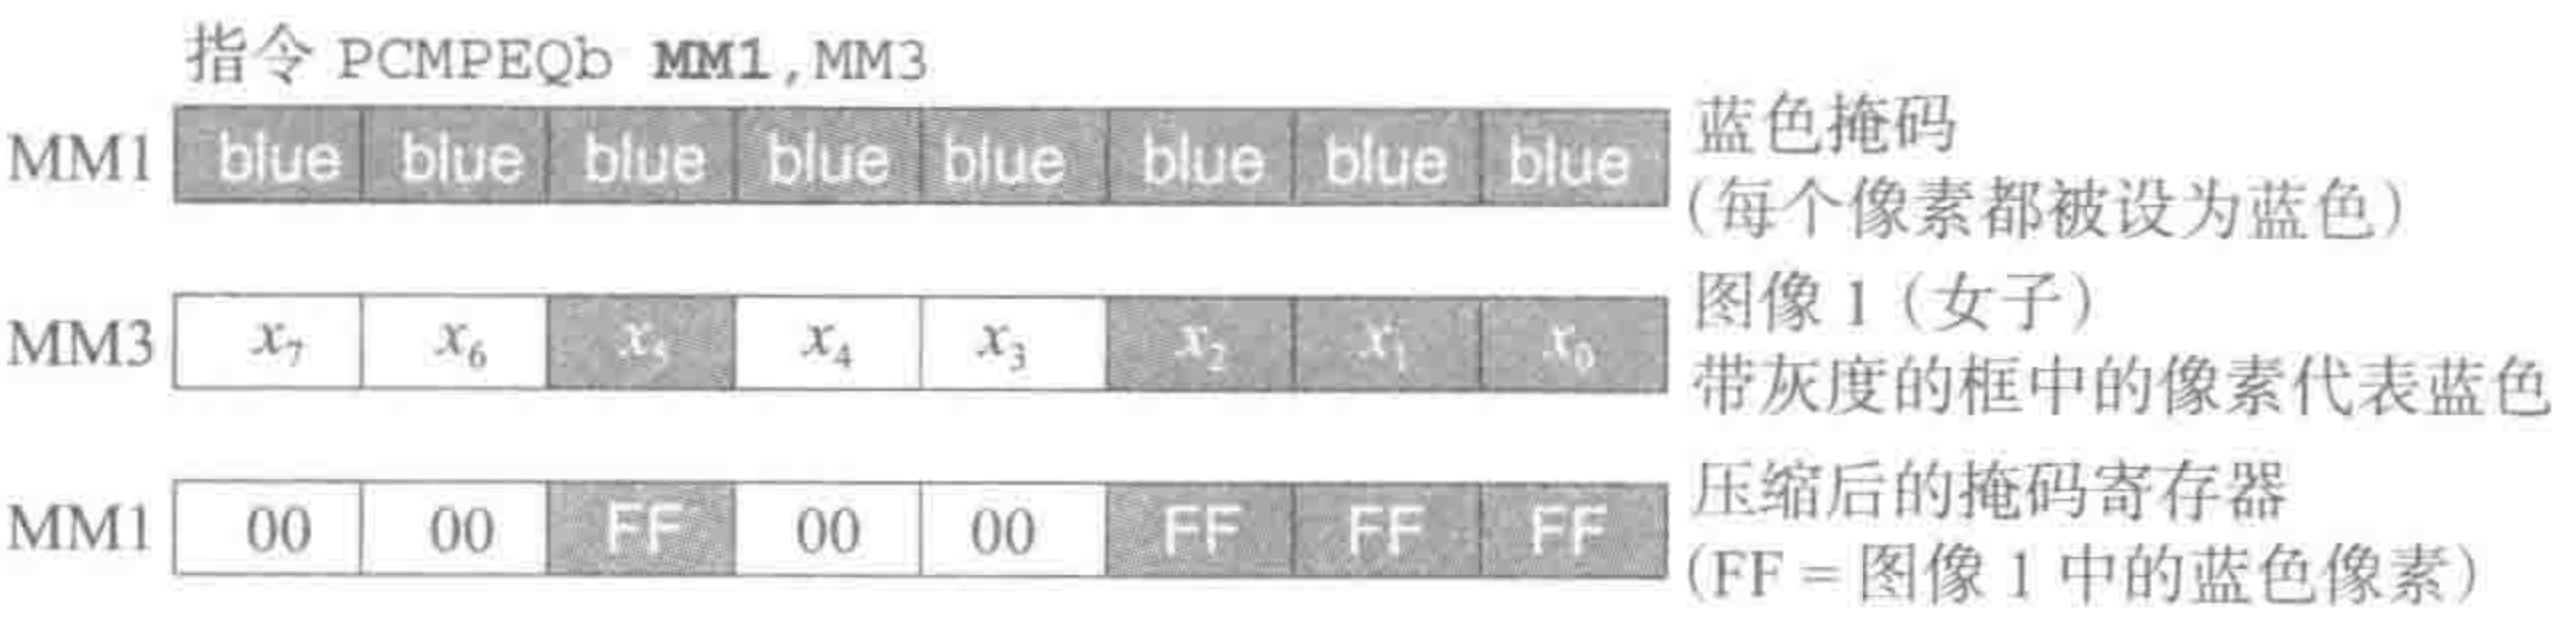 指令 PCMPEQb MM1,MM3
MM1 blue blue blue blue blue blue blue blue 蓝色掩码
(每个像素都被设为蓝色)
MM3 x₇ x₆ x₅ x₄ x₃ x₂ x₁ x₀ 图像 1 (女子)
带灰度的框中的像素代表蓝色
MM1 00 00 FF 00 00 FF FF FF 压缩后的掩码寄存器
(FF = 图像 1 中的蓝色像素)